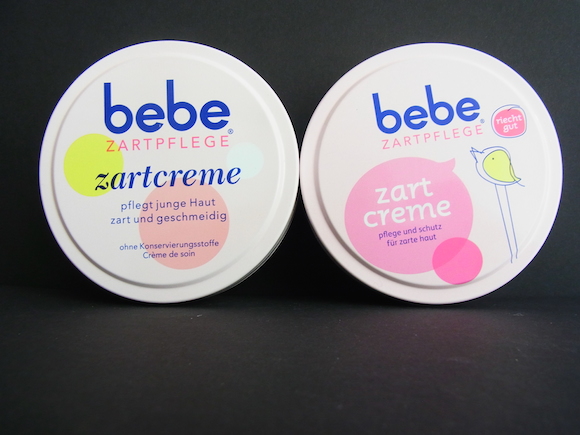 bebe
ZARTPFLEGE®
zartcreme
pflegt junge Haut
zart und geschmeidig
ohne Konservierungsstoffe
Crème de soin
bebe
ZARTPFLEGE®
riecht
gut
zart
creme
pflege und schutz
für zarte haut